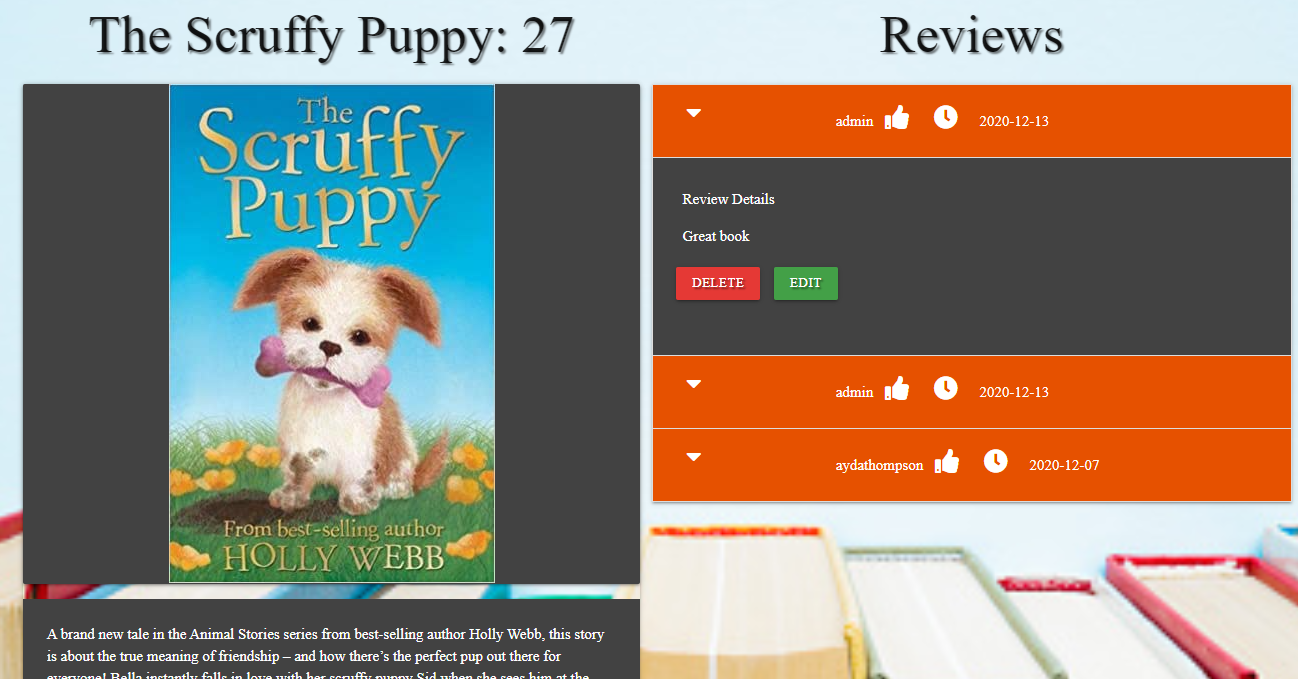 The Scruffy Puppy: 27
The
Scruffy
Puppy
From best-selling author
HOLLY WEBB
A brand new tale in the Animal Stories series from best-selling author Holly Webb, this story
is about the true meaning of friendship – and how there’s the perfect pup out there for
everyone! Bella instantly falls in love with her scruffy puppy Sid when she sees him at the
Reviews
admin 2020-12-13
Review Details
Great book
DELETE EDIT
admin 2020-12-13
aydathompson 2020-12-07